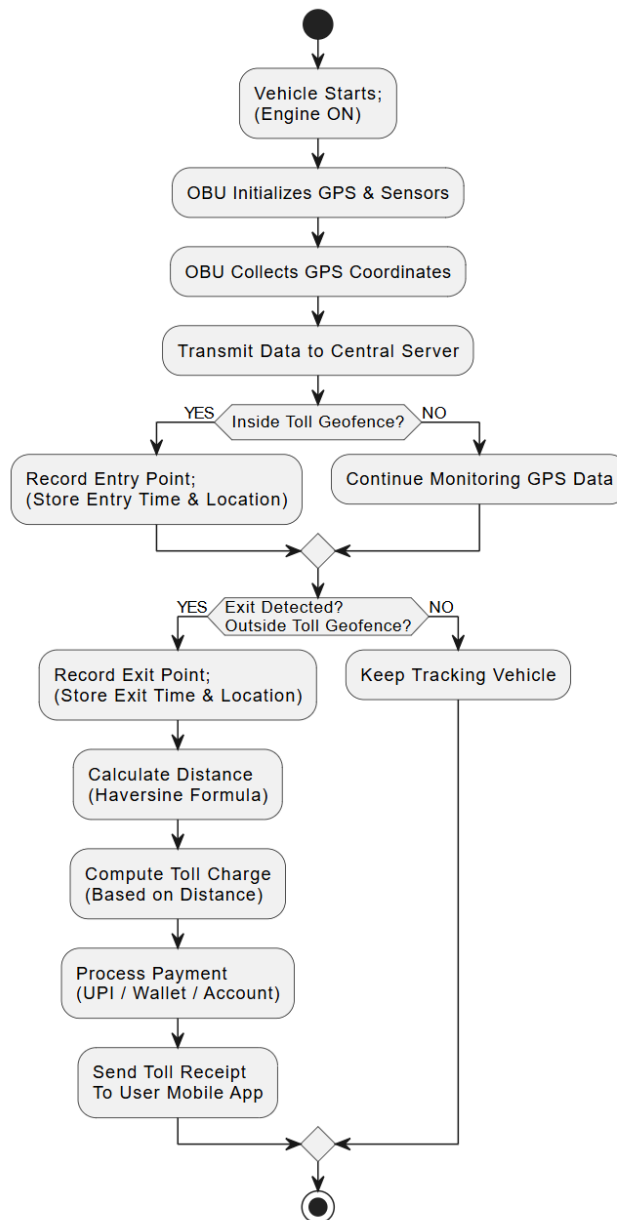 Vehicle Starts;
(Engine ON)
OBU Initializes GPS & Sensors
OBU Collects GPS Coordinates
Transmit Data to Central Server
YES
Inside Toll Geofence?
NO
Record Entry Point;
(Store Entry Time & Location)
Continue Monitoring GPS Data
YES
Exit Detected?
Outside Toll Geofence?
NO
Record Exit Point;
(Store Exit Time & Location)
Keep Tracking Vehicle
Calculate Distance
(Haversine Formula)
Compute Toll Charge
(Based on Distance)
Process Payment
(UPI / Wallet / Account)
Send Toll Receipt
To User Mobile App